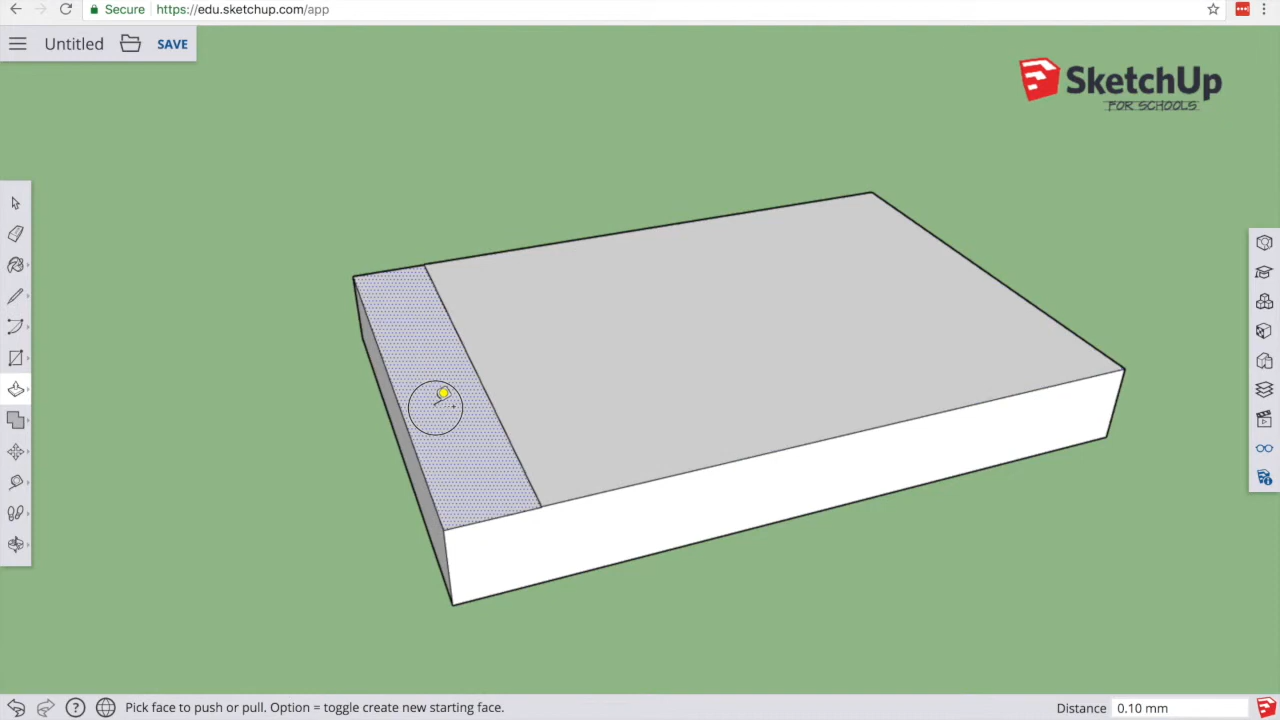 Secure https://edu.sketchup.com/app
Untitled SAVE
SketchUp
FOR SCHOOLS
Pick face to push or pull. Option = toggle create new starting face.
Distance 0.10 mm